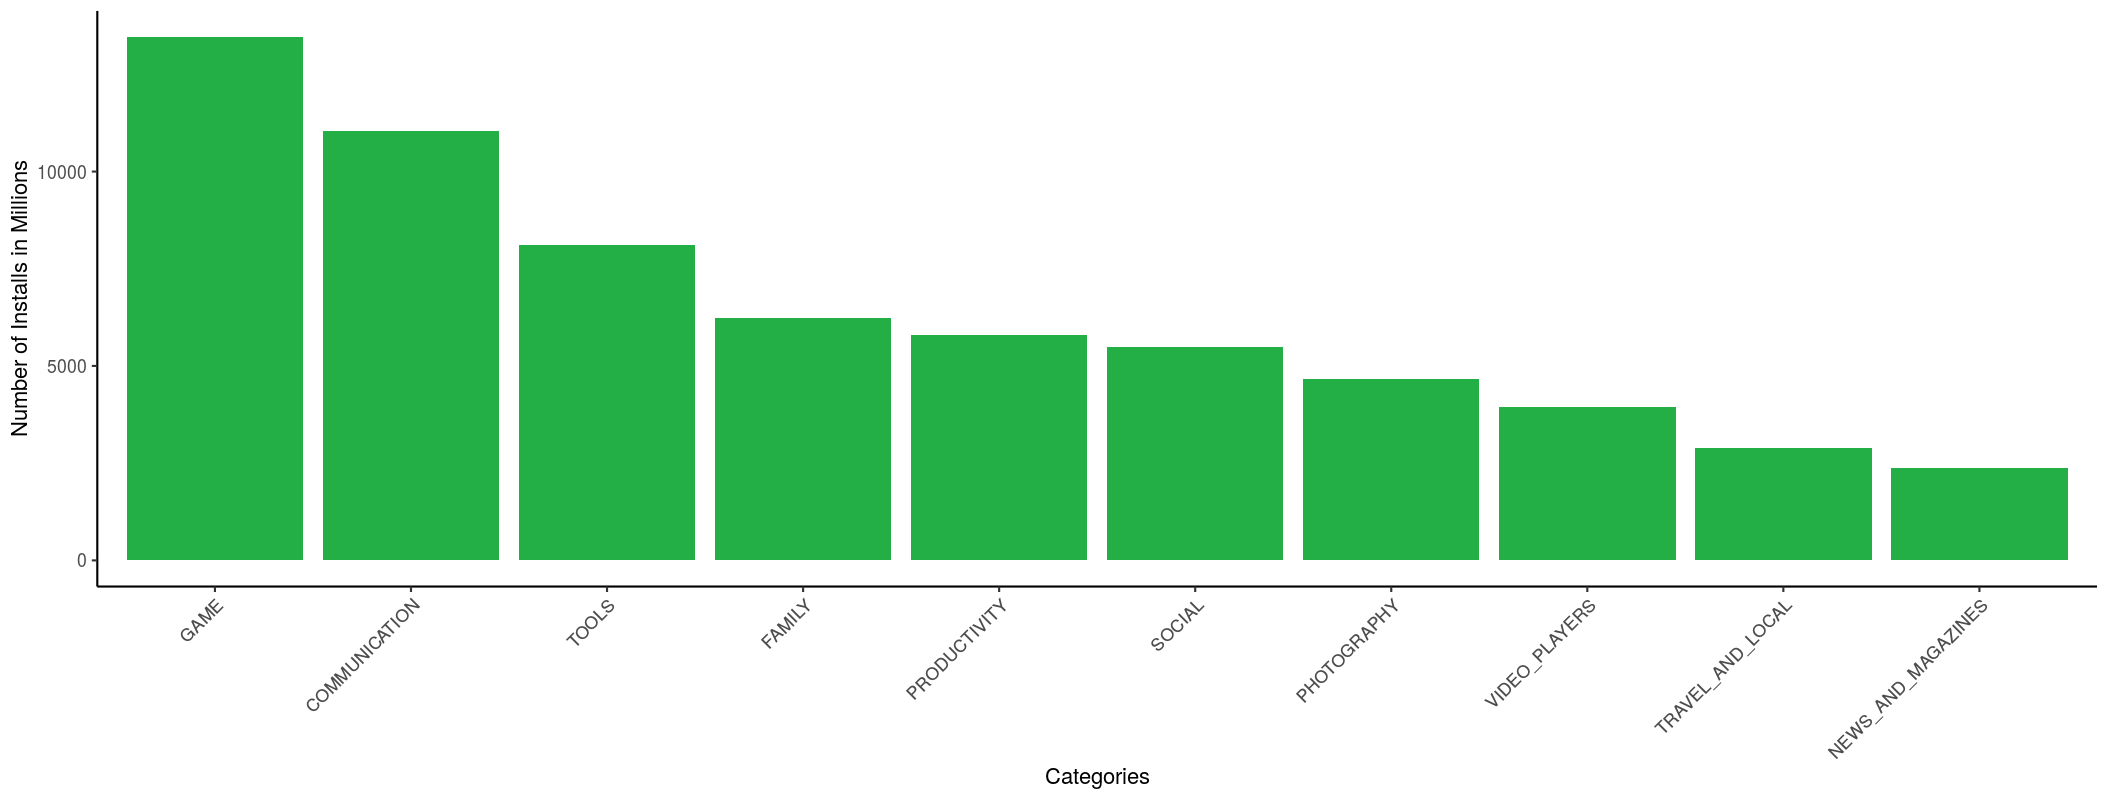 Number of Installs in Millions
10000
5000
0
GAME
COMMUNICATION
TOOLS
FAMILY
PRODUCTIVITY
SOCIAL
PHOTOGRAPHY
VIDEO_PLAYERS
TRAVEL_AND_LOCAL
NEWS_AND_MAGAZINES
Categories